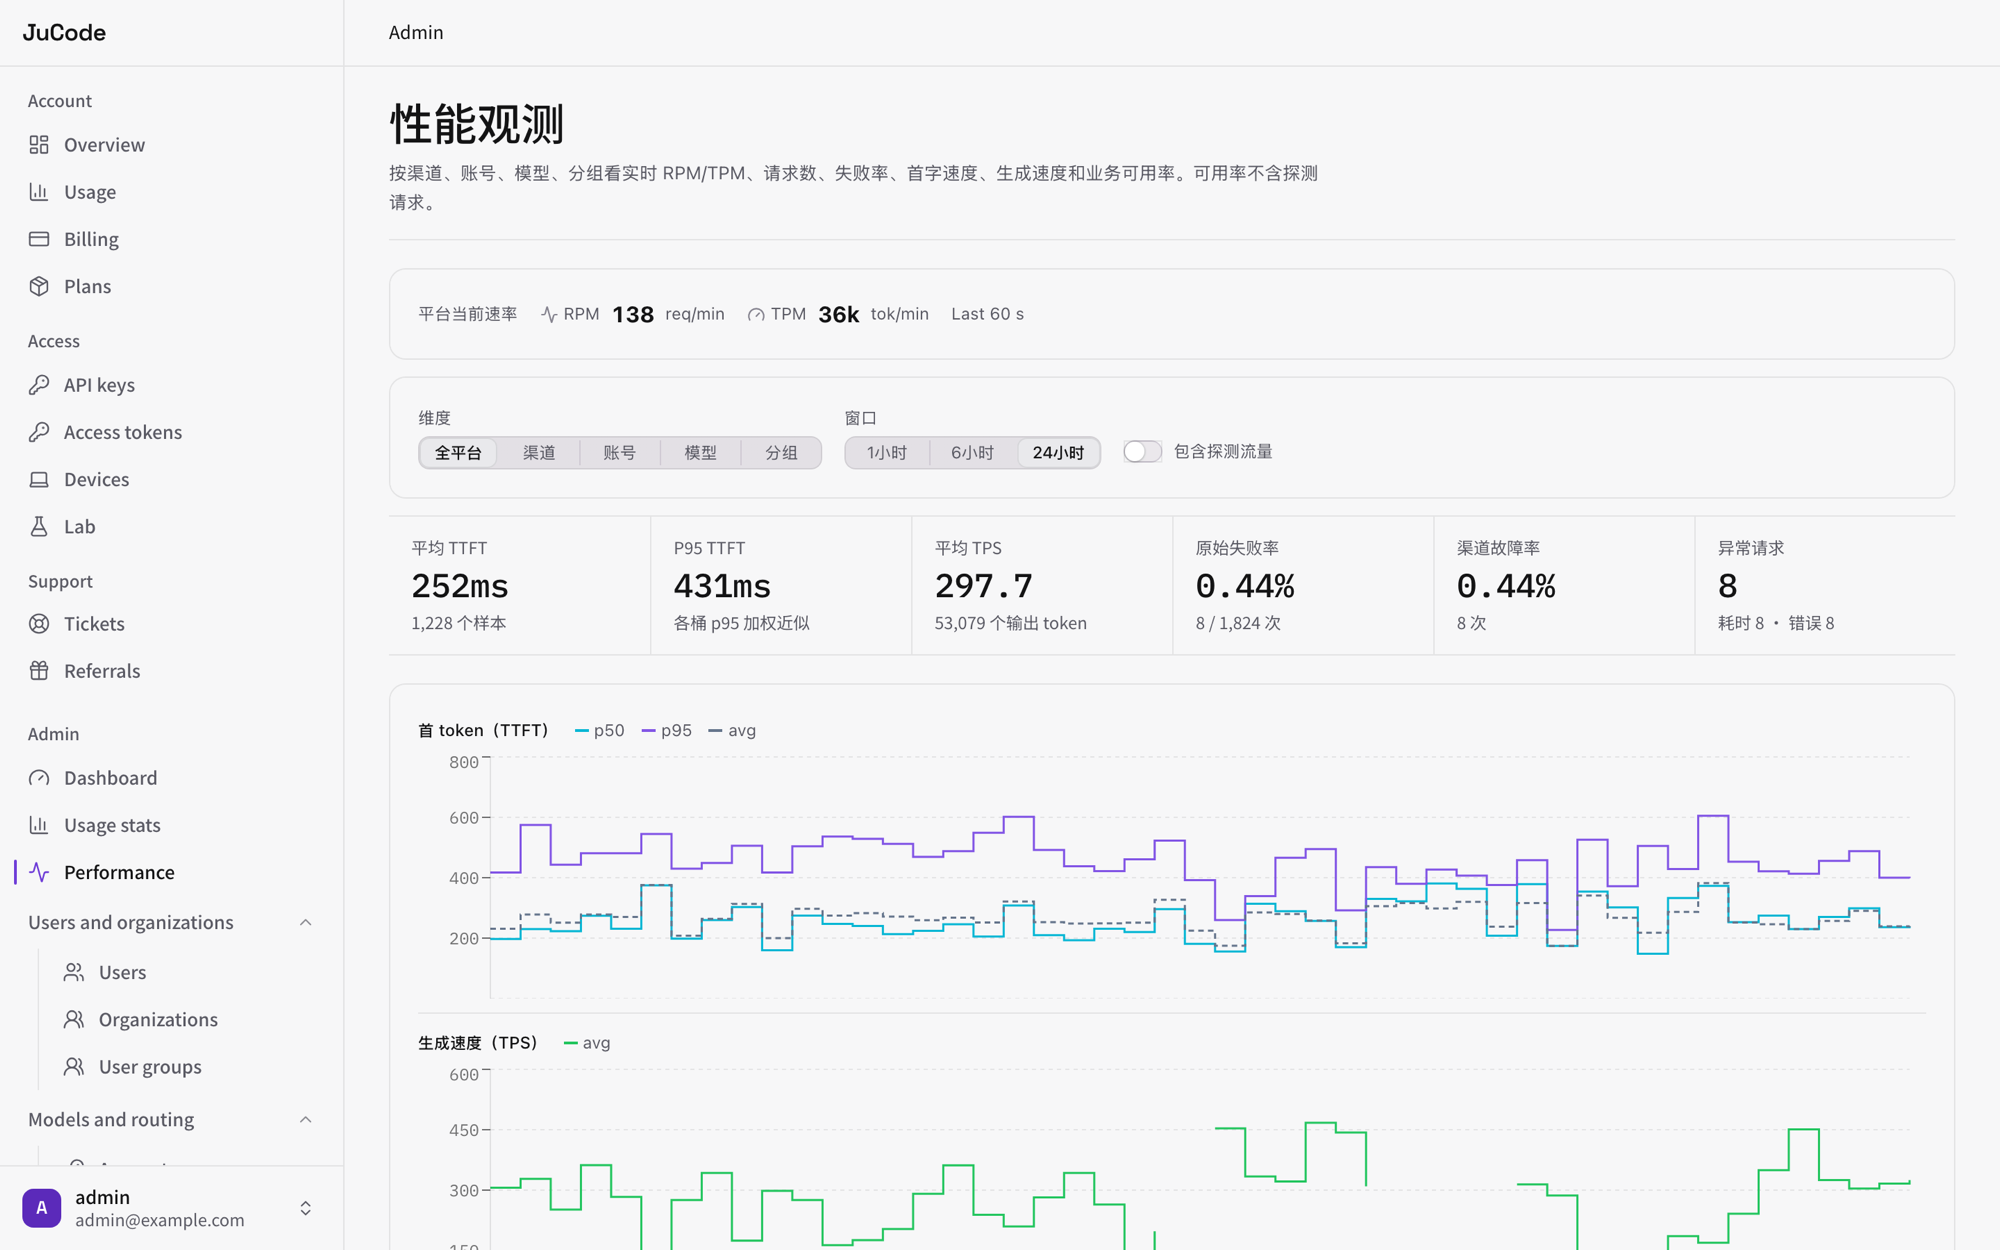 JuCode
Admin
Account
Overview
Usage
Billing
Plans
Access
API keys
Access tokens
Devices
Lab
Support
Tickets
Referrals
Admin
Dashboard
Usage stats
Performance
Users and organizations
Users
Organizations
User groups
Models and routing
A
admin
admin@example.com
性能观测
按渠道、账号、模型、分组看实时 RPM/TPM、请求数、失败率、首字速度、生成速度和业务可用率。可用率不含探测
请求。
平台当前速率 RPM 138 req/min TPM 36k tok/min Last 60 s
维度
全平台 渠道 账号 模型 分组
窗口
1小时 6小时 24小时
包含探测流量
平均 TTFT
252ms
1,228 个样本
P95 TTFT
431ms
各桶 p95 加权近似
平均 TPS
297.7
53,079 个输出 token
原始失败率
0.44%
8 / 1,824 次
渠道故障率
0.44%
8 次
异常请求
8
耗时 8 • 错误 8
首 token（TTFT） p50 p95 avg
800
600
400
200
生成速度（TPS） avg
600
450
300